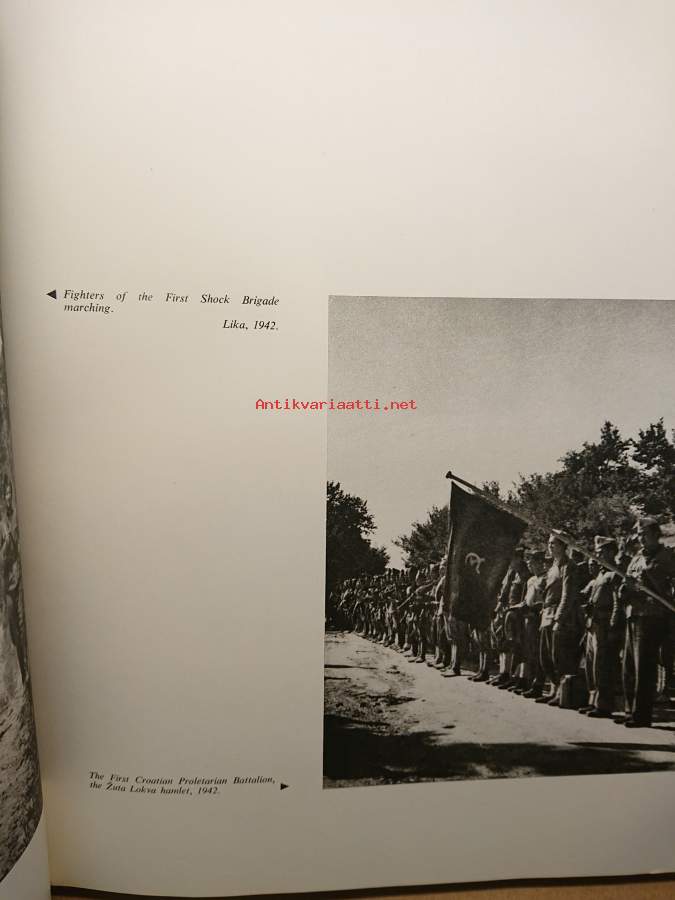 ◀ Fighters of the First Shock Brigade
marching.
Lika, 1942.
Antikvariaatti.net
The First Croatian Proletarian Battalion,
the Žuta Lokva hamlet, 1942. ▶